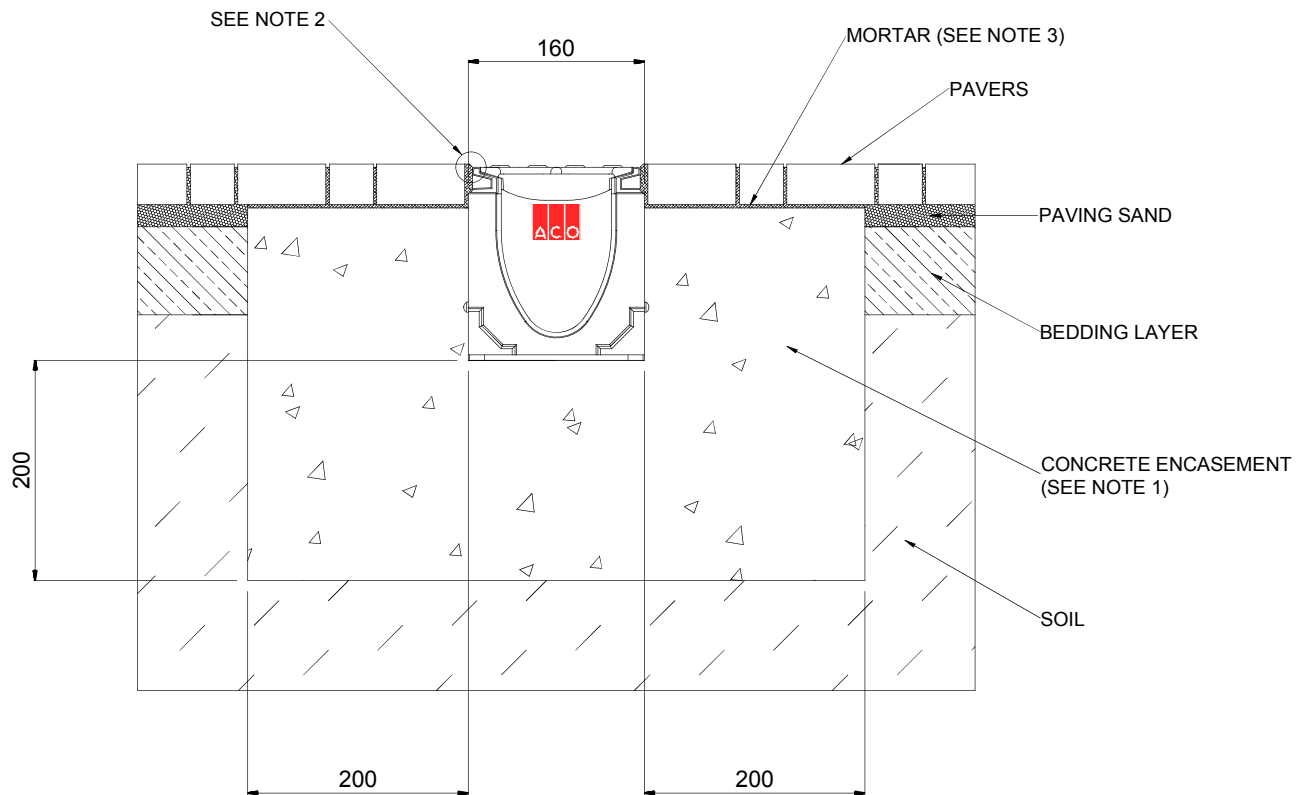 SEE NOTE 2
160
MORTAR (SEE NOTE 3)
PAVERS
ACO
PAVING SAND
BEDDING LAYER
200
CONCRETE ENCASEMENT
(SEE NOTE 1)
SOIL
200
200